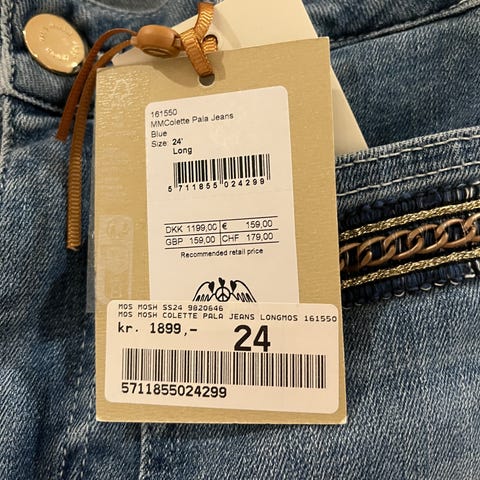 161550
MMColette Pala Jeans
Blue
Size: 24'
Long
5 711855 024299
DKK 1199,00 € 159,00
GBP 159,00 CHF 179,00
Recommended retail price
MOS MOSH SS24 9820646
MOS MOSH COLETTE PALA JEANS LONGMOS 161550
kr. 1899,- 24
5711855024299